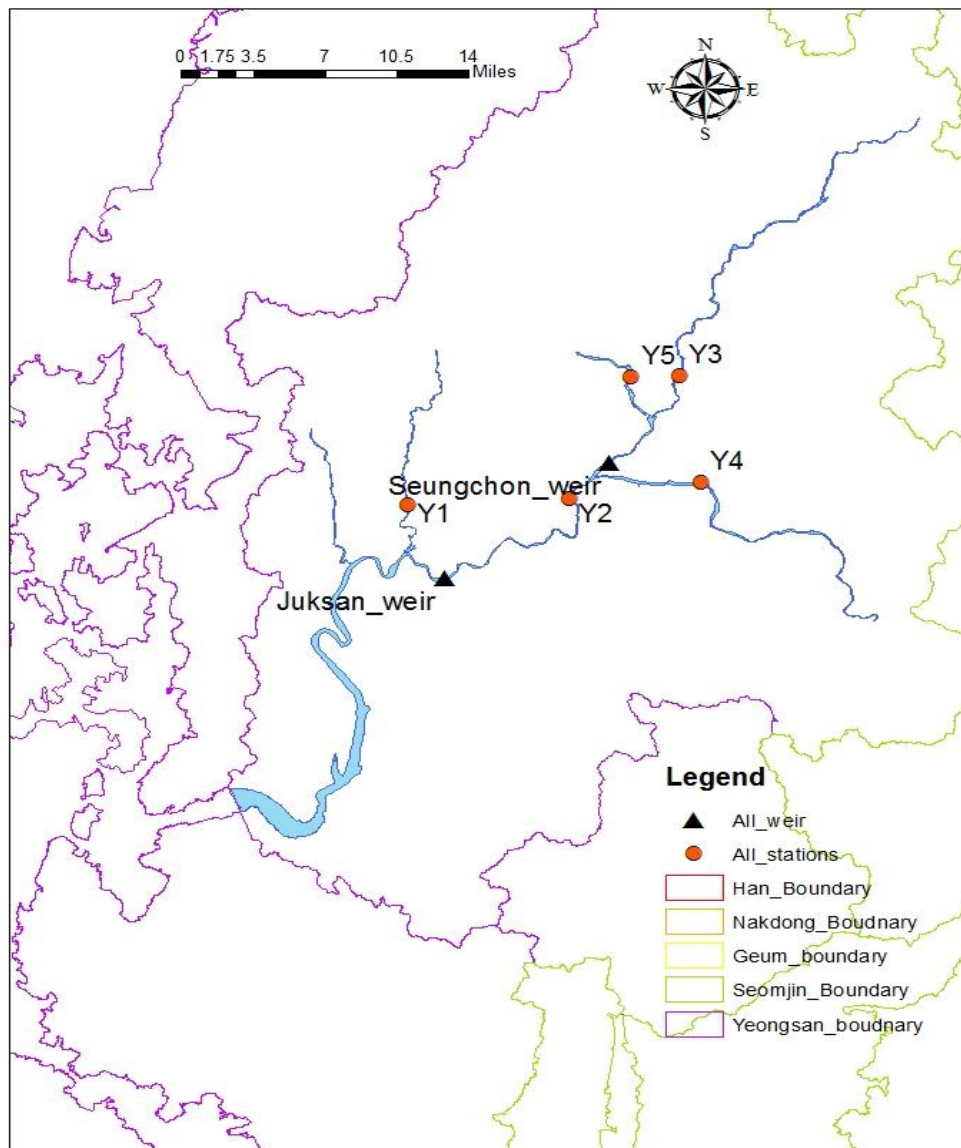 0 1.75 3.5 7 10.5 14
Miles
N
W E
S
Y5 Y3
Y4
Seungchon_weir
Y1 Y2
Juksan_weir
Legend
All_weir
All_stations
Han_Boundary
Nakdong_Boudnary
Geum_boundary
Seomjin_Boundary
Yeongsan_boudnary